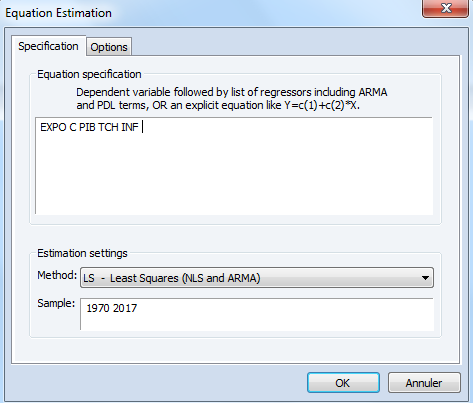 Equation Estimation
Specification Options
Equation specification
Dependent variable followed by list of regressors including ARMA
and PDL terms, OR an explicit equation like Y=c(1)+c(2)*X.
EXPO C PIB TCH INF
Estimation settings
Method: LS - Least Squares (NLS and ARMA)
Sample: 1970 2017
OK Annuler